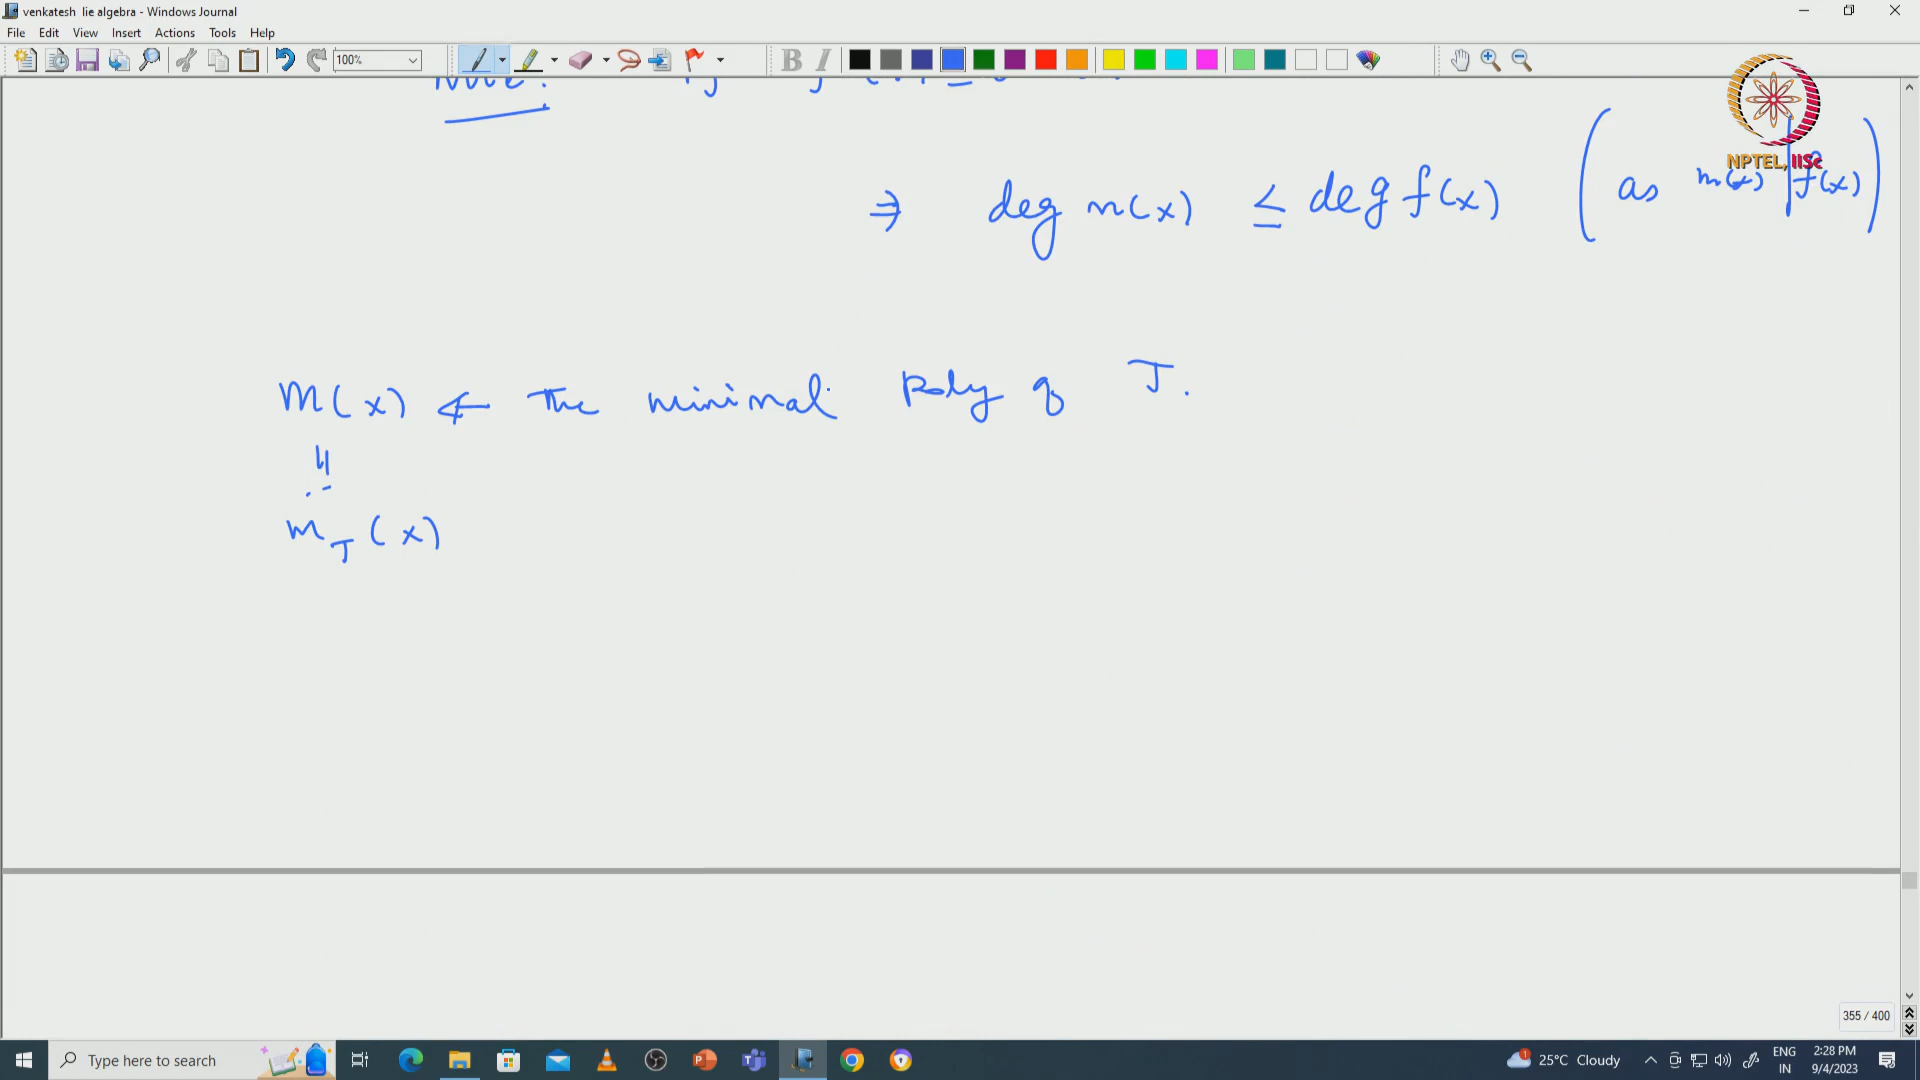 venkatesh lie algebra - Windows Journal
File Edit View Insert Actions Tools Help
100%
B I
NPTEL, IISc
Note:
⇒ deg m(x) ≤ deg f(x) ( as m(x) | f(x) )
m(x) ← The minimal Poly of T.
m_T(x)
355 / 400
Type here to search
25°C Cloudy
ENG
IN
2:28 PM
9/4/2023